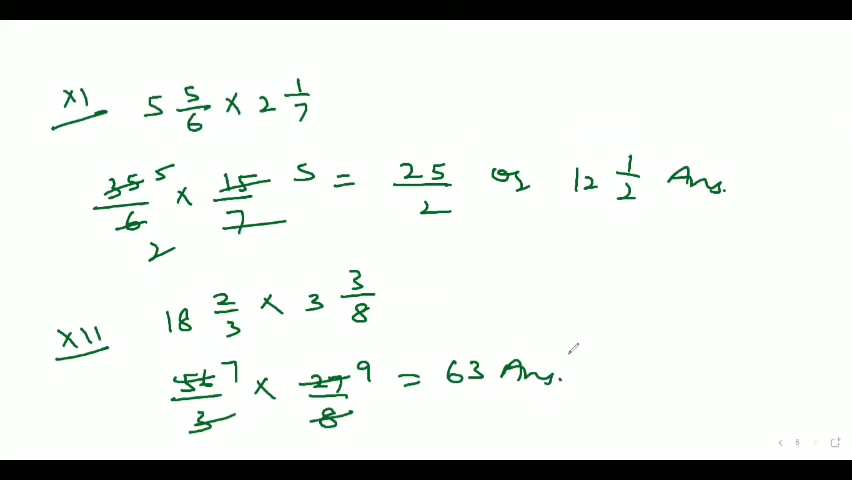 XI 5 5/6 × 2 1/7
35/6 5 2 × 15/7 5 = 25/2 or 12 1/2 Ans.
XII 18 2/3 × 3 3/8
56/3 7 × 27/8 9 = 63 Ans.
6